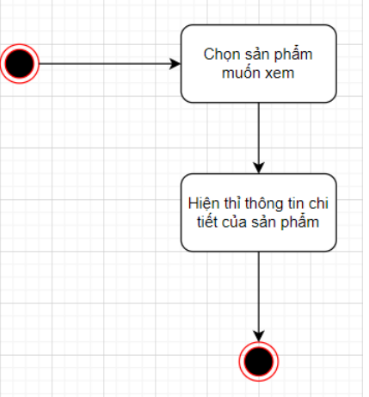 Chọn sản phẩm
muốn xem
Hiện thỉ thông tin chi
tiết của sản phẩm